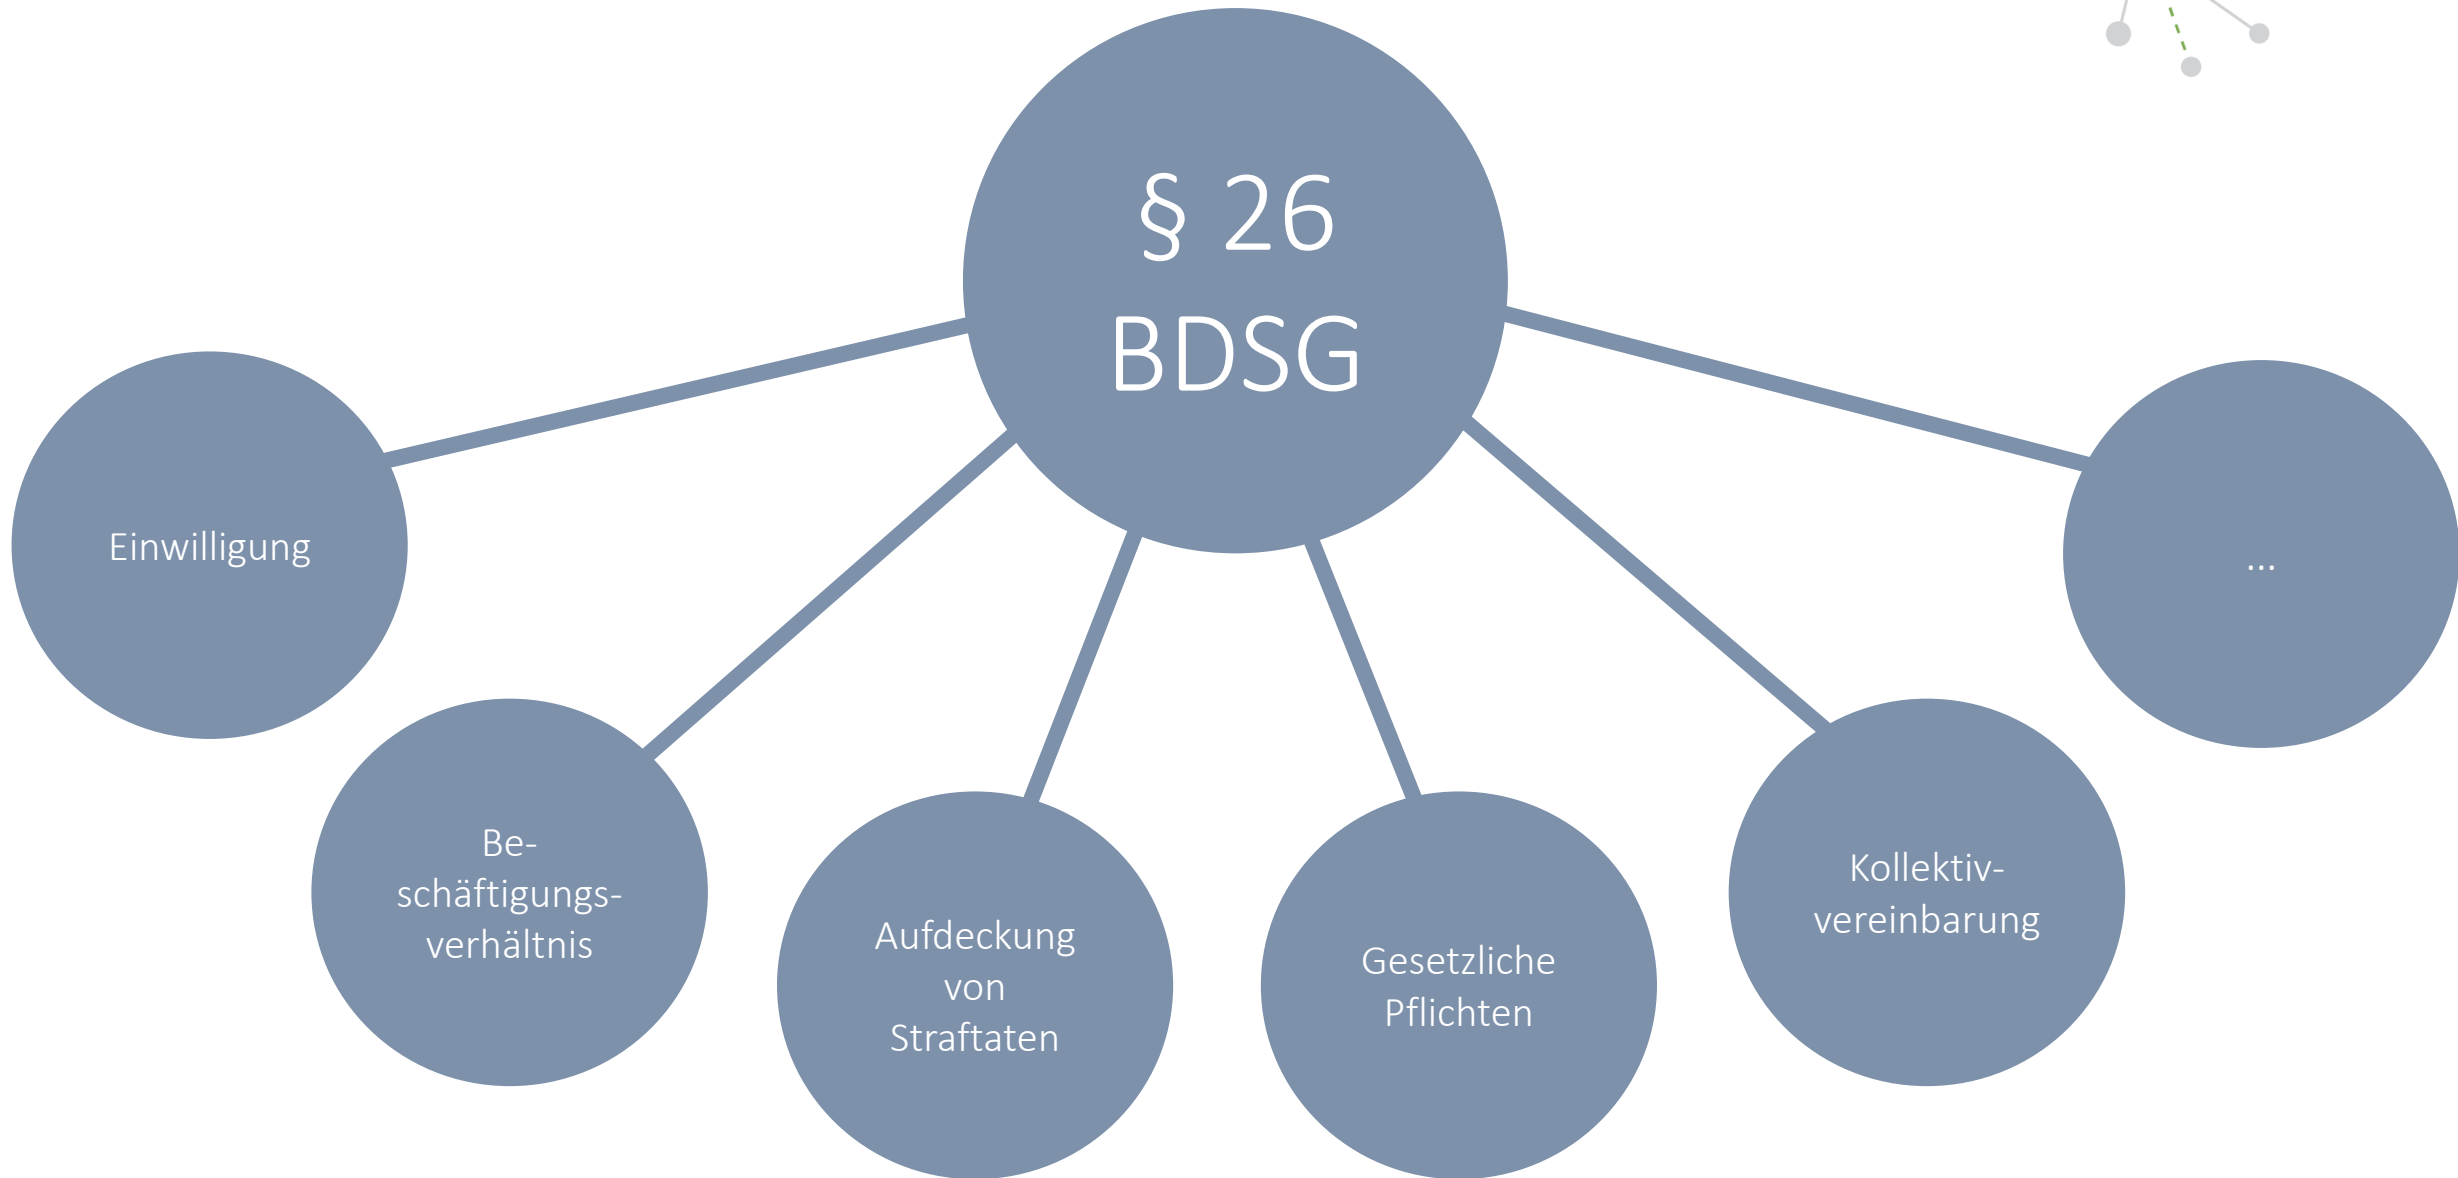 § 26
BDSG
Einwilligung
Be-
schäftigungs-
verhältnis
Aufdeckung
von
Straftaten
Gesetzliche
Pflichten
Kollektiv-
vereinbarung
...